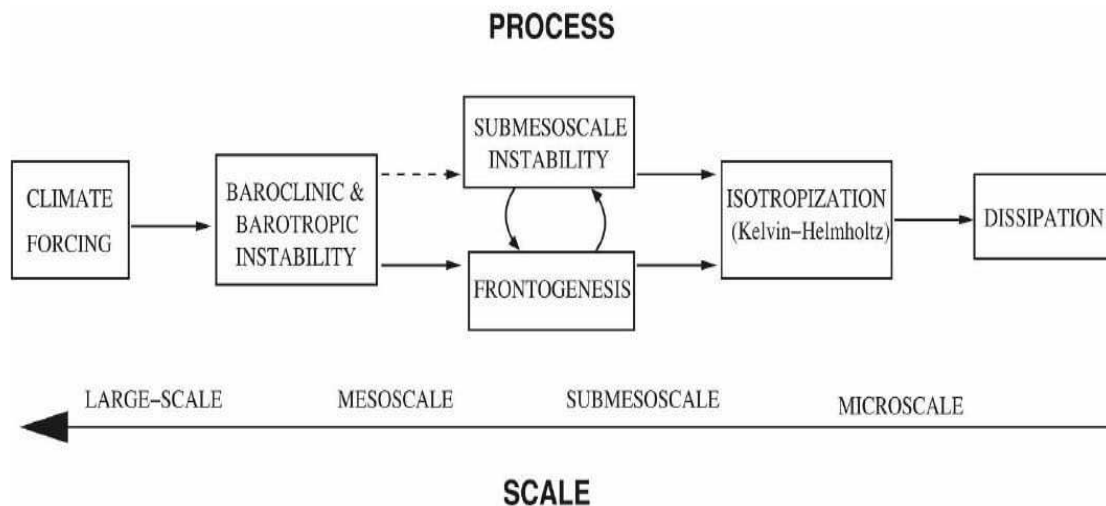 PROCESS
CLIMATE
FORCING
BAROCLINIC &
BAROTROPIC
INSTABILITY
SUBMESOSCALE
INSTABILITY
FRONTOGENESIS
ISOTROPIZATION
(Kelvin–Helmholtz)
DISSIPATION
LARGE–SCALE
MESOSCALE
SUBMESOSCALE
MICROSCALE
SCALE